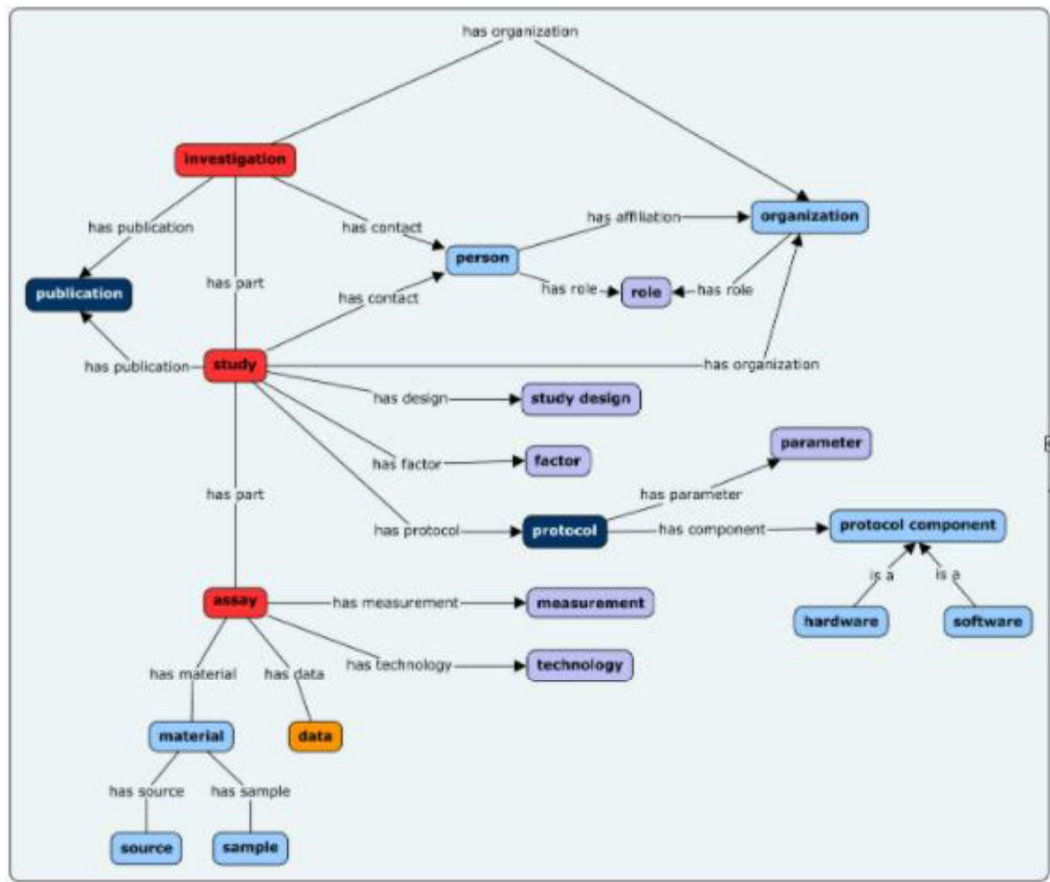 has organization
investigation
has publication
has contact
has affiliation
organization
person
publication
has part
has contact
has role
role
has role
has publication
study
has organization
has design
study design
has factor
factor
parameter
has part
has parameter
has protocol
protocol
has component
protocol component
is a
is a
assay
has measurement
measurement
hardware
software
has material
has data
has technology
technology
material
data
has source
has sample
source
sample